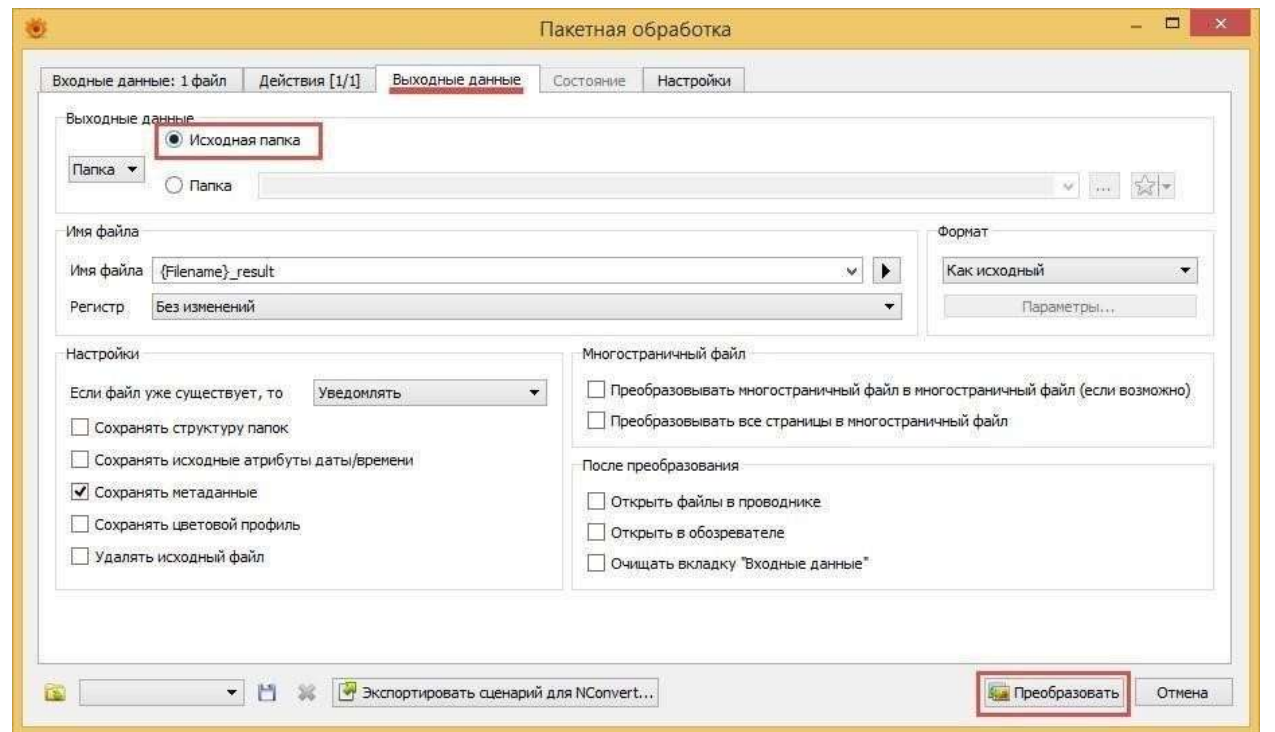 Пакетная обработка
Входные данные: 1 файл
Действия [1/1]
Выходные данные
Состояние
Настройки
Выходные данные
Исходная папка
Папка
Папка
...
Имя файла
Имя файла {Filename}_result
Регистр Без изменений
Формат
Как исходный
Параметры...
Настройки
Если файл уже существует, то Уведомлять
Сохранять структуру папок
Сохранять исходные атрибуты даты/времени
Сохранять метаданные
Сохранять цветовой профиль
Удалять исходный файл
Многостраничный файл
Преобразовывать многостраничный файл в многостраничный файл (если возможно)
Преобразовывать все страницы в многостраничный файл
После преобразования
Открыть файлы в проводнике
Открыть в обозревателе
Очищать вкладку "Входные данные"
Экспортировать сценарий для NConvert...
Преобразовать
Отмена